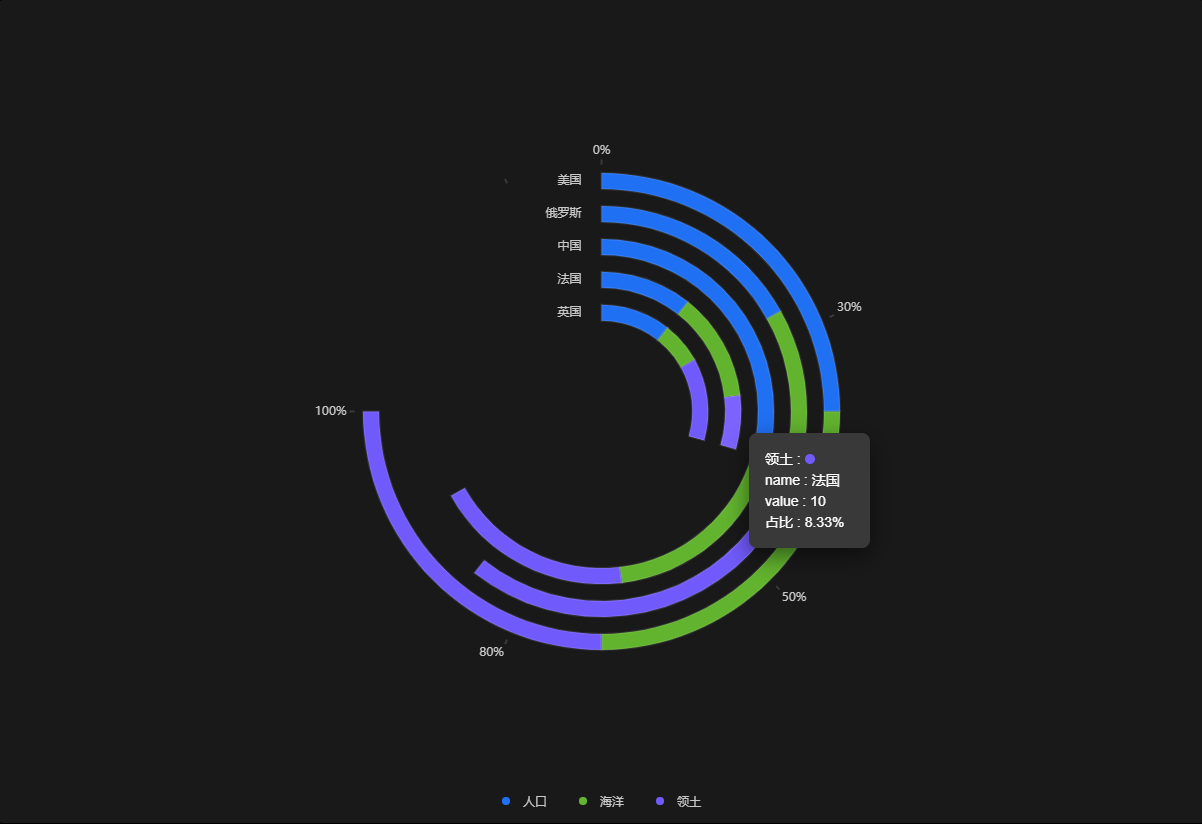 0%
美国
俄罗斯
中国
法国
英国
30%
100%
领土 :
name : 法国
value : 10
占比 : 8.33%
50%
80%
人口 海洋 领土